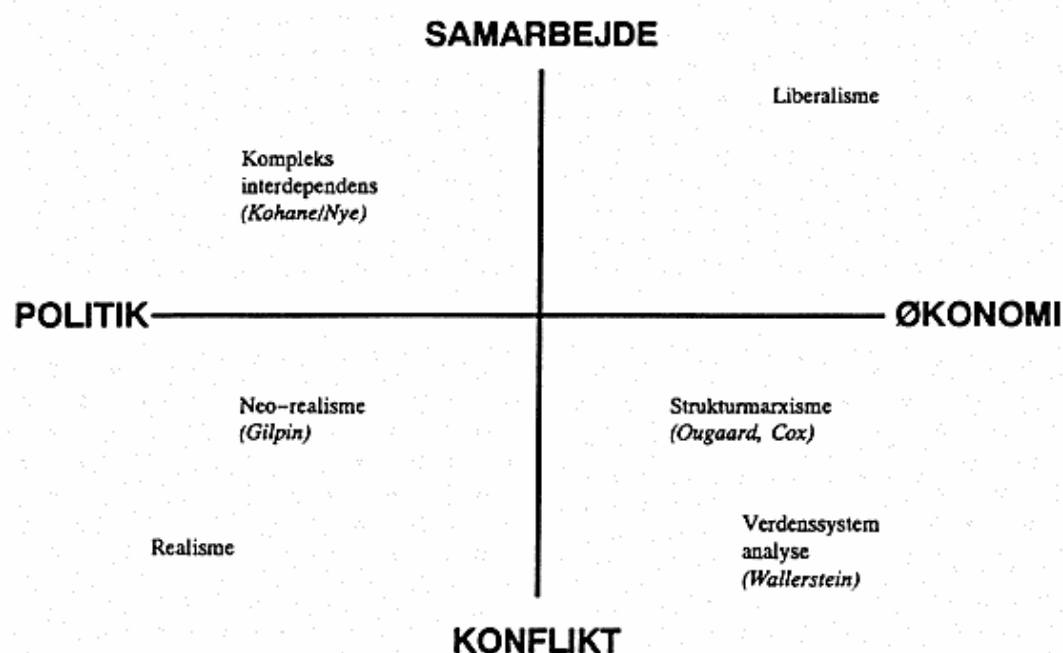 SAMARBEJDE
Liberalisme
Kompleks
interdependens
(Kohane/Nye)
POLITIK
ØKONOMI
Neo-realisme
(Gilpin)
Strukturmarxisme
(Ougaard, Cox)
Realisme
Verdenssystem
analyse
(Wallerstein)
KONFLIKT